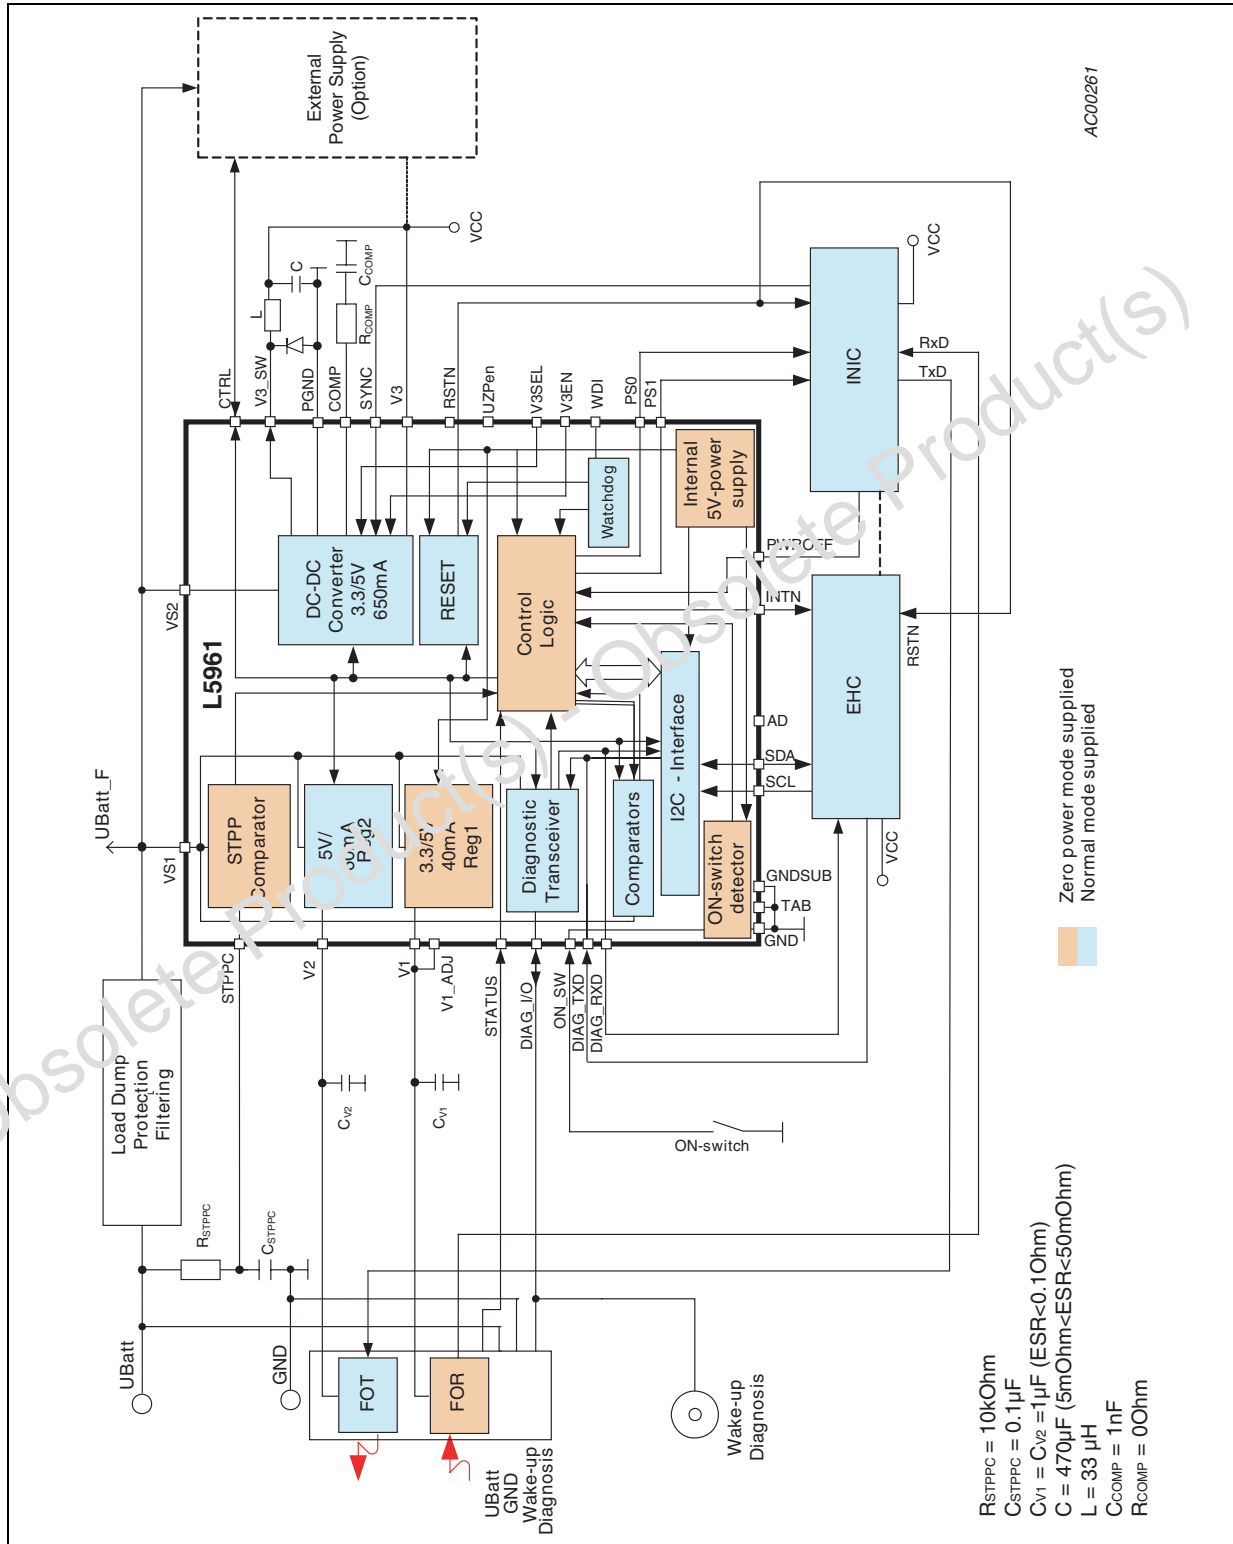 External
Power Supply
(Option)
AC00261
UBatt_F
VS1
VS2
CTRL
V3_SW
PGND
COMP
SYNC
V3
RSTN
UZPen
V3SEL
V3EN
WDI
PS0
PS1
L
C
RCOMP
CCOMP
VCC
L5961
DC-DC
Converter
3.3/5V
650mA
RESET
Control
Logic
Watchdog
Internal
5V-power
supply
STPP
Comparator
5V/
Reg2
3.3/5V
40mA
Reg1
Diagnostic
Transceiver
Comparators
I2C - Interface
ON-switch
detector
PWROFF
INTN
AD
SDA
SCL
GNDSUB
TAB
GND
INIC
VCC
RxD
TxD
EHC
RSTN
VCC
STPPC
V2
V1
V1_ADJ
STATUS
DIAG_I/O
ON_SW
DIAG_TXD
DIAG_RXD
Load Dump
Protection
Filtering
RSTPPC
CSTPPC
CV2
CV1
ON-switch
UBatt
GND
FOT
FOR
UBatt
GND
Wake-up
Diagnosis
Wake-up
Diagnosis
Zero power mode supplied
Normal mode supplied
RSTPPC = 10kOhm
CSTPPC = 0.1µF
CV1 = CV2 =1µF (ESR<0.1Ohm)
C = 470µF (5mOhm<ESR<50mOhm)
L = 33 µH
CCOMP = 1nF
RCOMP = 0Ohm
Obsolete Product(s) - Obsolete Product(s)